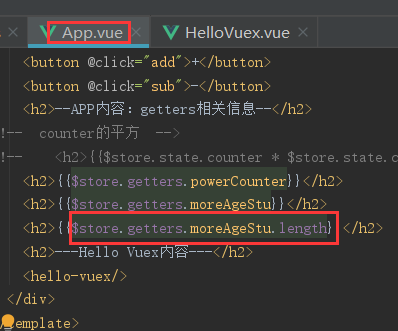 App.vue HelloVuex.vue
<button @click="add">+</button>
<button @click="sub">-</button>
<h2>--APP内容：getters相关信息--</h2>
!-- counter的平方 -->
!-- <h2>{{$store.state.counter * $store.state.c
<h2>{{$store.getters.powerCounter}}</h2>
<h2>{{$store.getters.moreAgeStu}}</h2>
<h2>{{$store.getters.moreAgeStu.length} </h2>
<h2>---Hello Vuex内容---</h2>
<hello-vuex/>
</div>
/template>